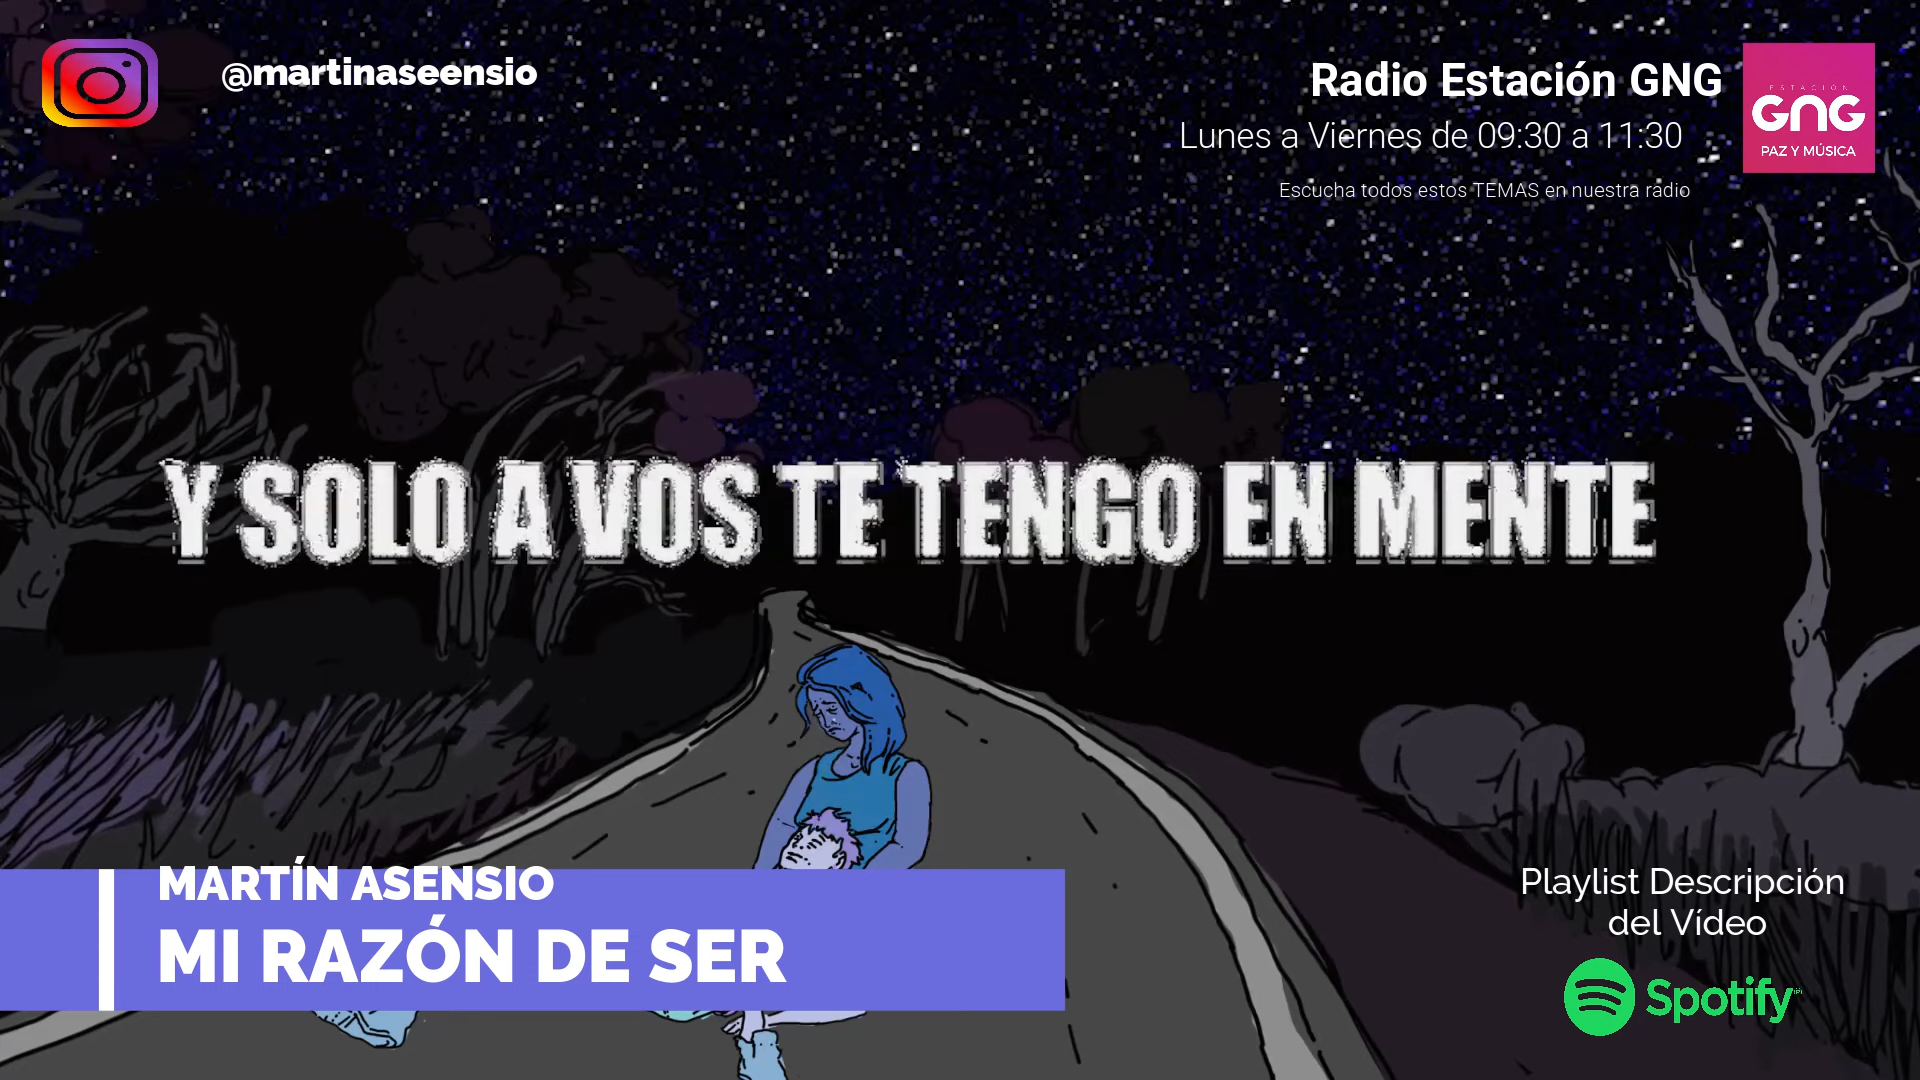 @martinaseensio
Radio Estación GNG
Lunes a Viernes de 09:30 a 11:30
Escucha todos estos TEMAS en nuestra radio
ESTACIÓN
GNG
PAZ Y MÚSICA
Y SOLO A VOS TE TENGO EN MENTE
MARTÍN ASENSIO
MI RAZÓN DE SER
Playlist Descripción
del Vídeo
Spotify